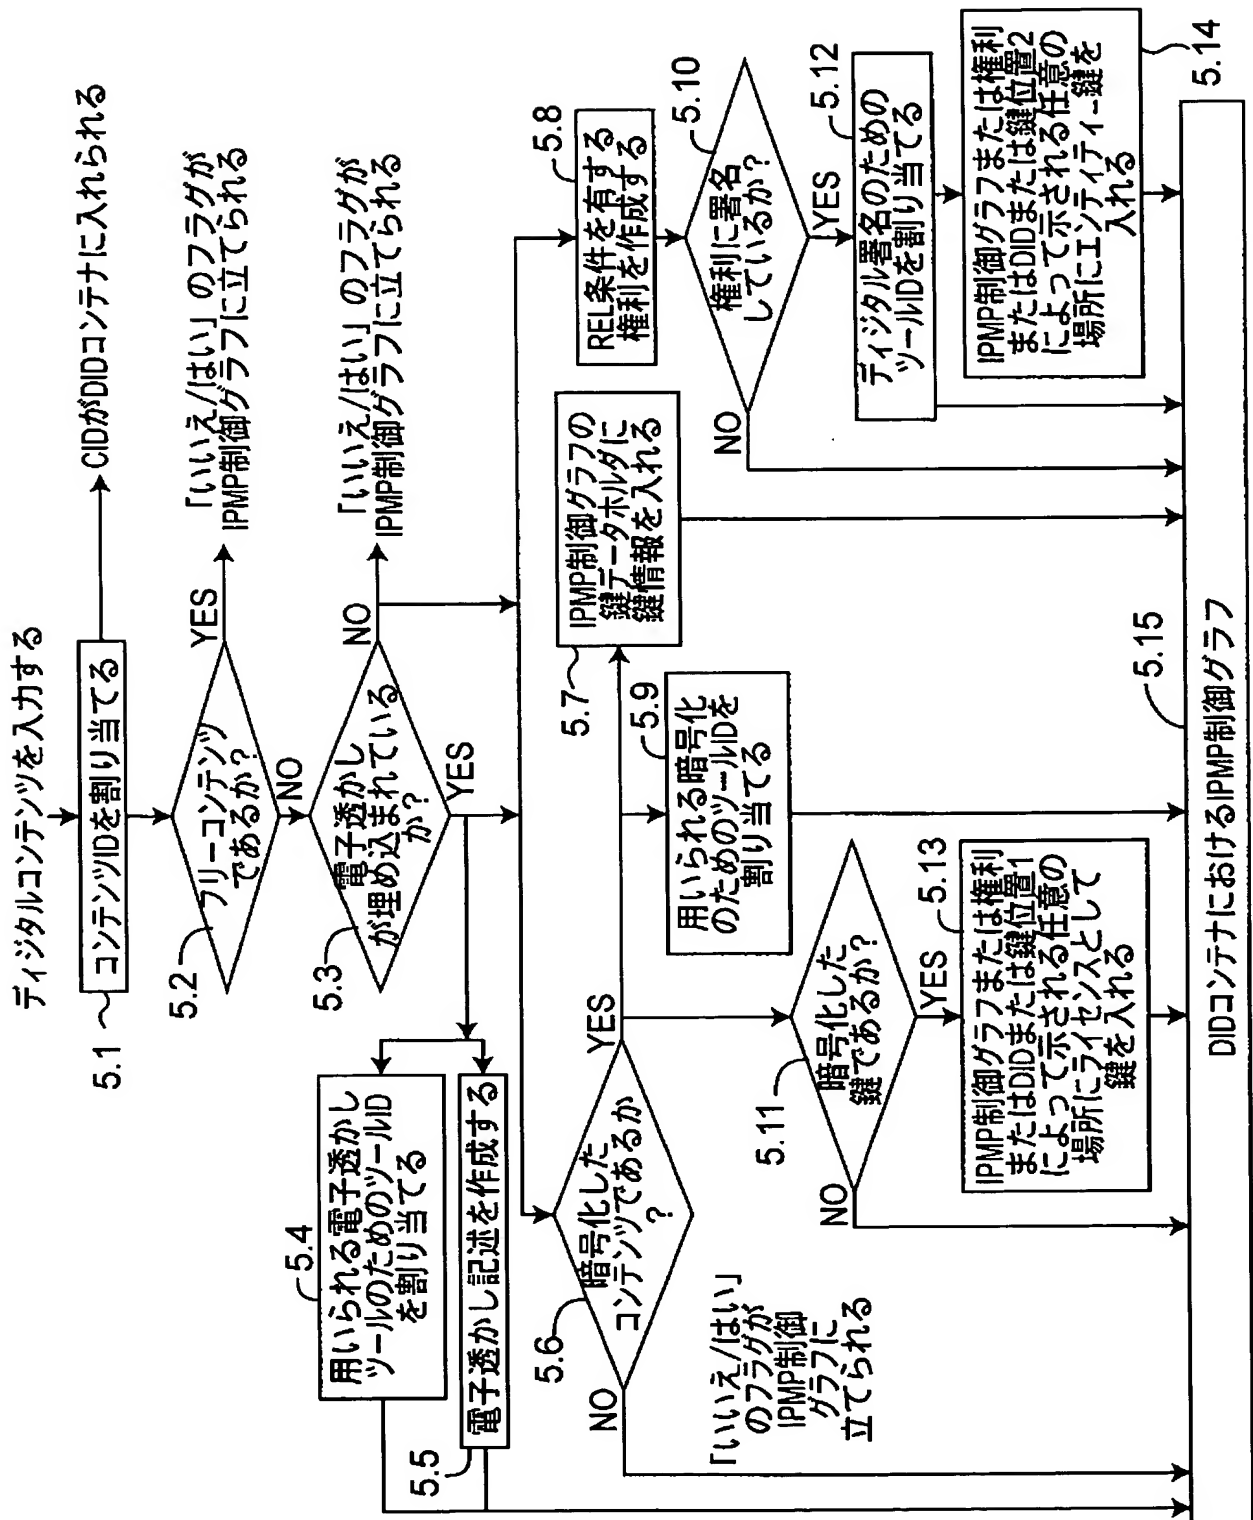 ディジタルコンテンツを入力する
5.1
コンテンツIDを割り当てる
CIDがDIDコンテナに入れられる
5.2
フリーコンテンツ
であるか?
YES
「いいえ/はい」のフラグが
IPMP制御グラフに立てられる
NO
5.3
電子透かし
が埋め込まれている
か?
NO
「いいえ/はい」のフラグが
IPMP制御グラフに立てられる
YES
5.4
用いられる電子透かし
ツールのためのツールID
を割り当てる
5.5
電子透かし記述を作成する
5.6
暗号化した
コンテンツであるか
?
YES
NO
「いいえ/はい」
のフラグが
IPMP制御
グラフに
立てられる
5.7
IPMP制御グラフの
鍵データホルダに
鍵情報を入れる
5.8
REL条件を有する
権利を作成する
5.9
用いられる暗号化
のためのツールIDを
割り当てる
5.10
権利に署名
しているか?
NO
YES
5.11
暗号化した
鍵であるか?
NO
YES
5.12
ディジタル署名のための
ツールIDを割り当てる
5.13
IPMP制御グラフまたは権利
またはDIDまたは鍵位置1
によって示される任意の
場所にライセンスとして
鍵を入れる
5.14
IPMP制御グラフまたは権利
またはDIDまたは鍵位置2
によって示される任意の
場所にエンティティー鍵を
入れる
5.15
DIDコンテナにおけるIPMP制御グラフ